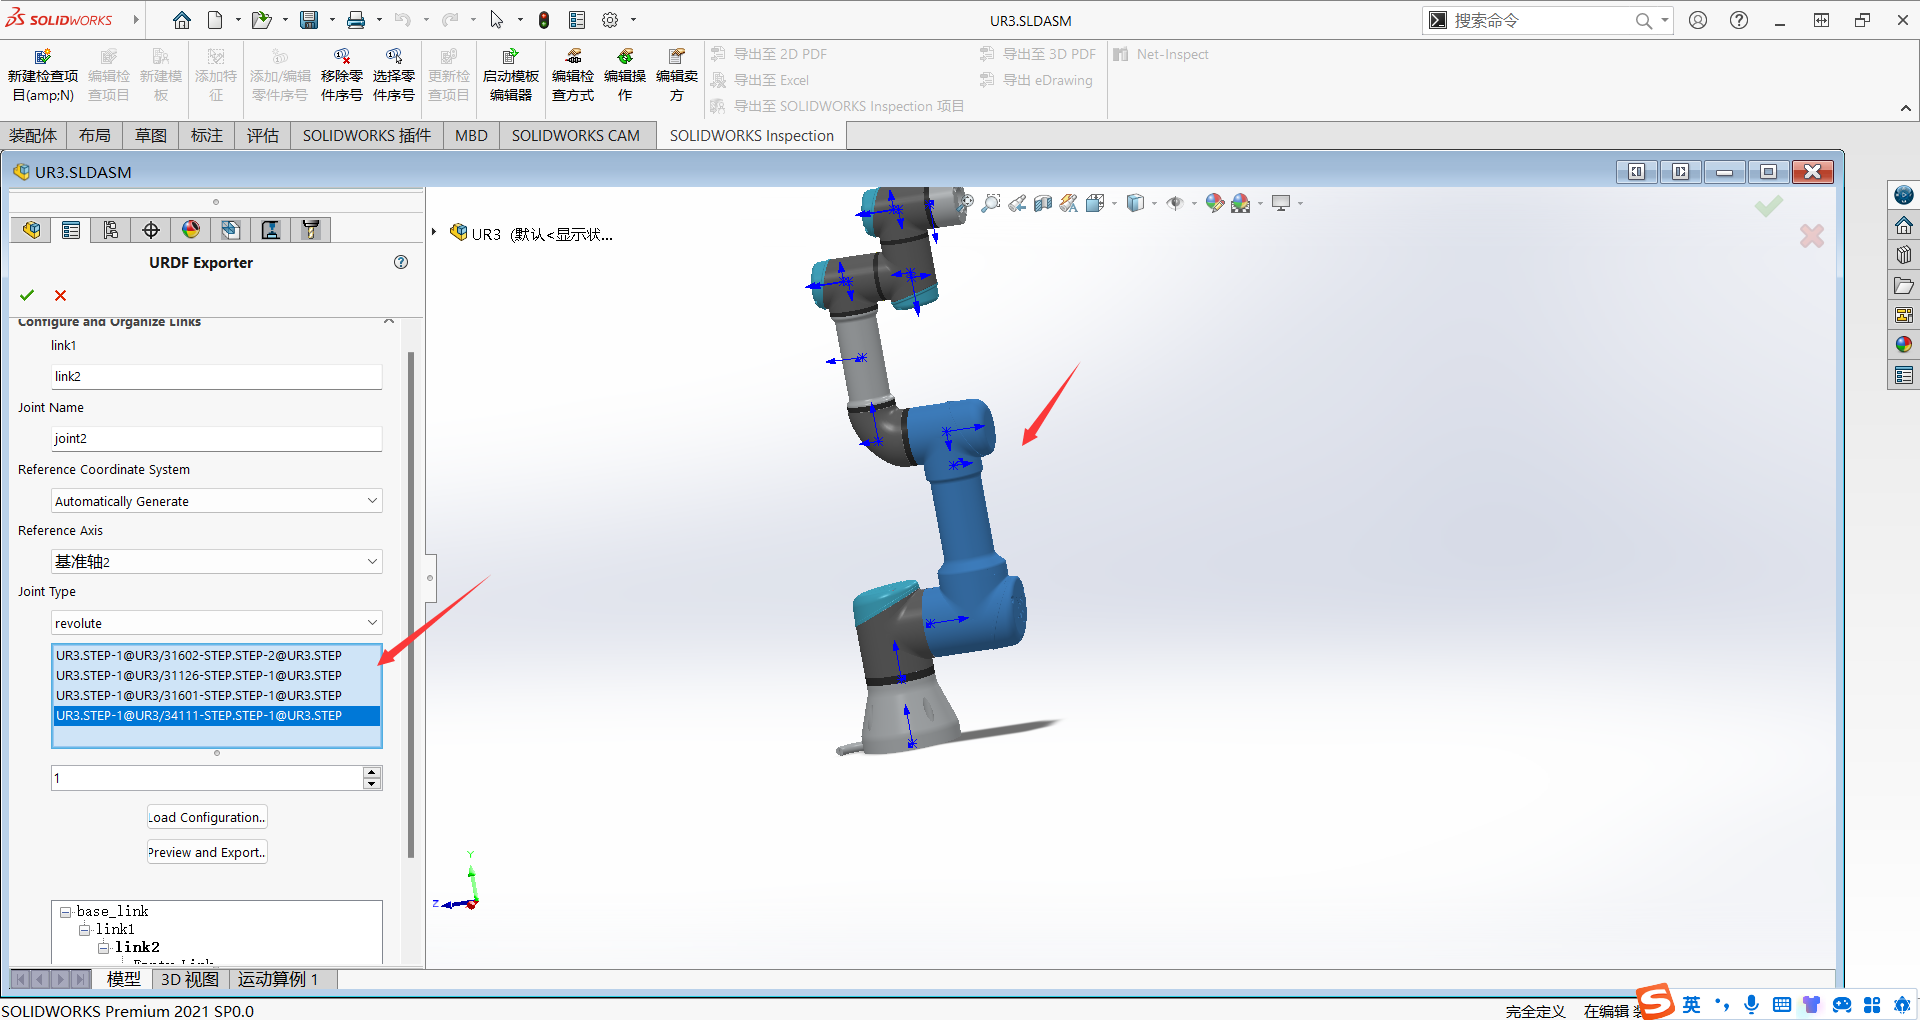 SOLIDWORKS
UR3.SLDASM
搜索命令
新建检查项目(amp;N)
编辑检查项目
新建模板
添加特征
添加/编辑零件序号
移除零件序号
选择零件序号
更新检查项目
启动模板编辑器
编辑检查方式
编辑操作
编辑卖方
导出至 2D PDF
导出至 Excel
导出至 SOLIDWORKS Inspection 项目
导出至 3D PDF
导出 eDrawing
Net-Inspect
装配体 布局 草图 标注 评估 SOLIDWORKS 插件 MBD SOLIDWORKS CAM SOLIDWORKS Inspection
UR3.SLDASM
UR3 (默认<显示状...
URDF Exporter
Configure and Organize Links
link1
link2
Joint Name
joint2
Reference Coordinate System
Automatically Generate
Reference Axis
基准轴2
Joint Type
revolute
UR3.STEP-1@UR3/31602-STEP.STEP-2@UR3.STEP
UR3.STEP-1@UR3/31126-STEP.STEP-1@UR3.STEP
UR3.STEP-1@UR3/31601-STEP.STEP-1@UR3.STEP
UR3.STEP-1@UR3/34111-STEP.STEP-1@UR3.STEP
1
Load Configuration..
Preview and Export..
base_link
link1
link2
Empty_Link
Y
Z
模型 3D 视图 运动算例 1
SOLIDWORKS Premium 2021 SP0.0
完全定义 在编辑
英